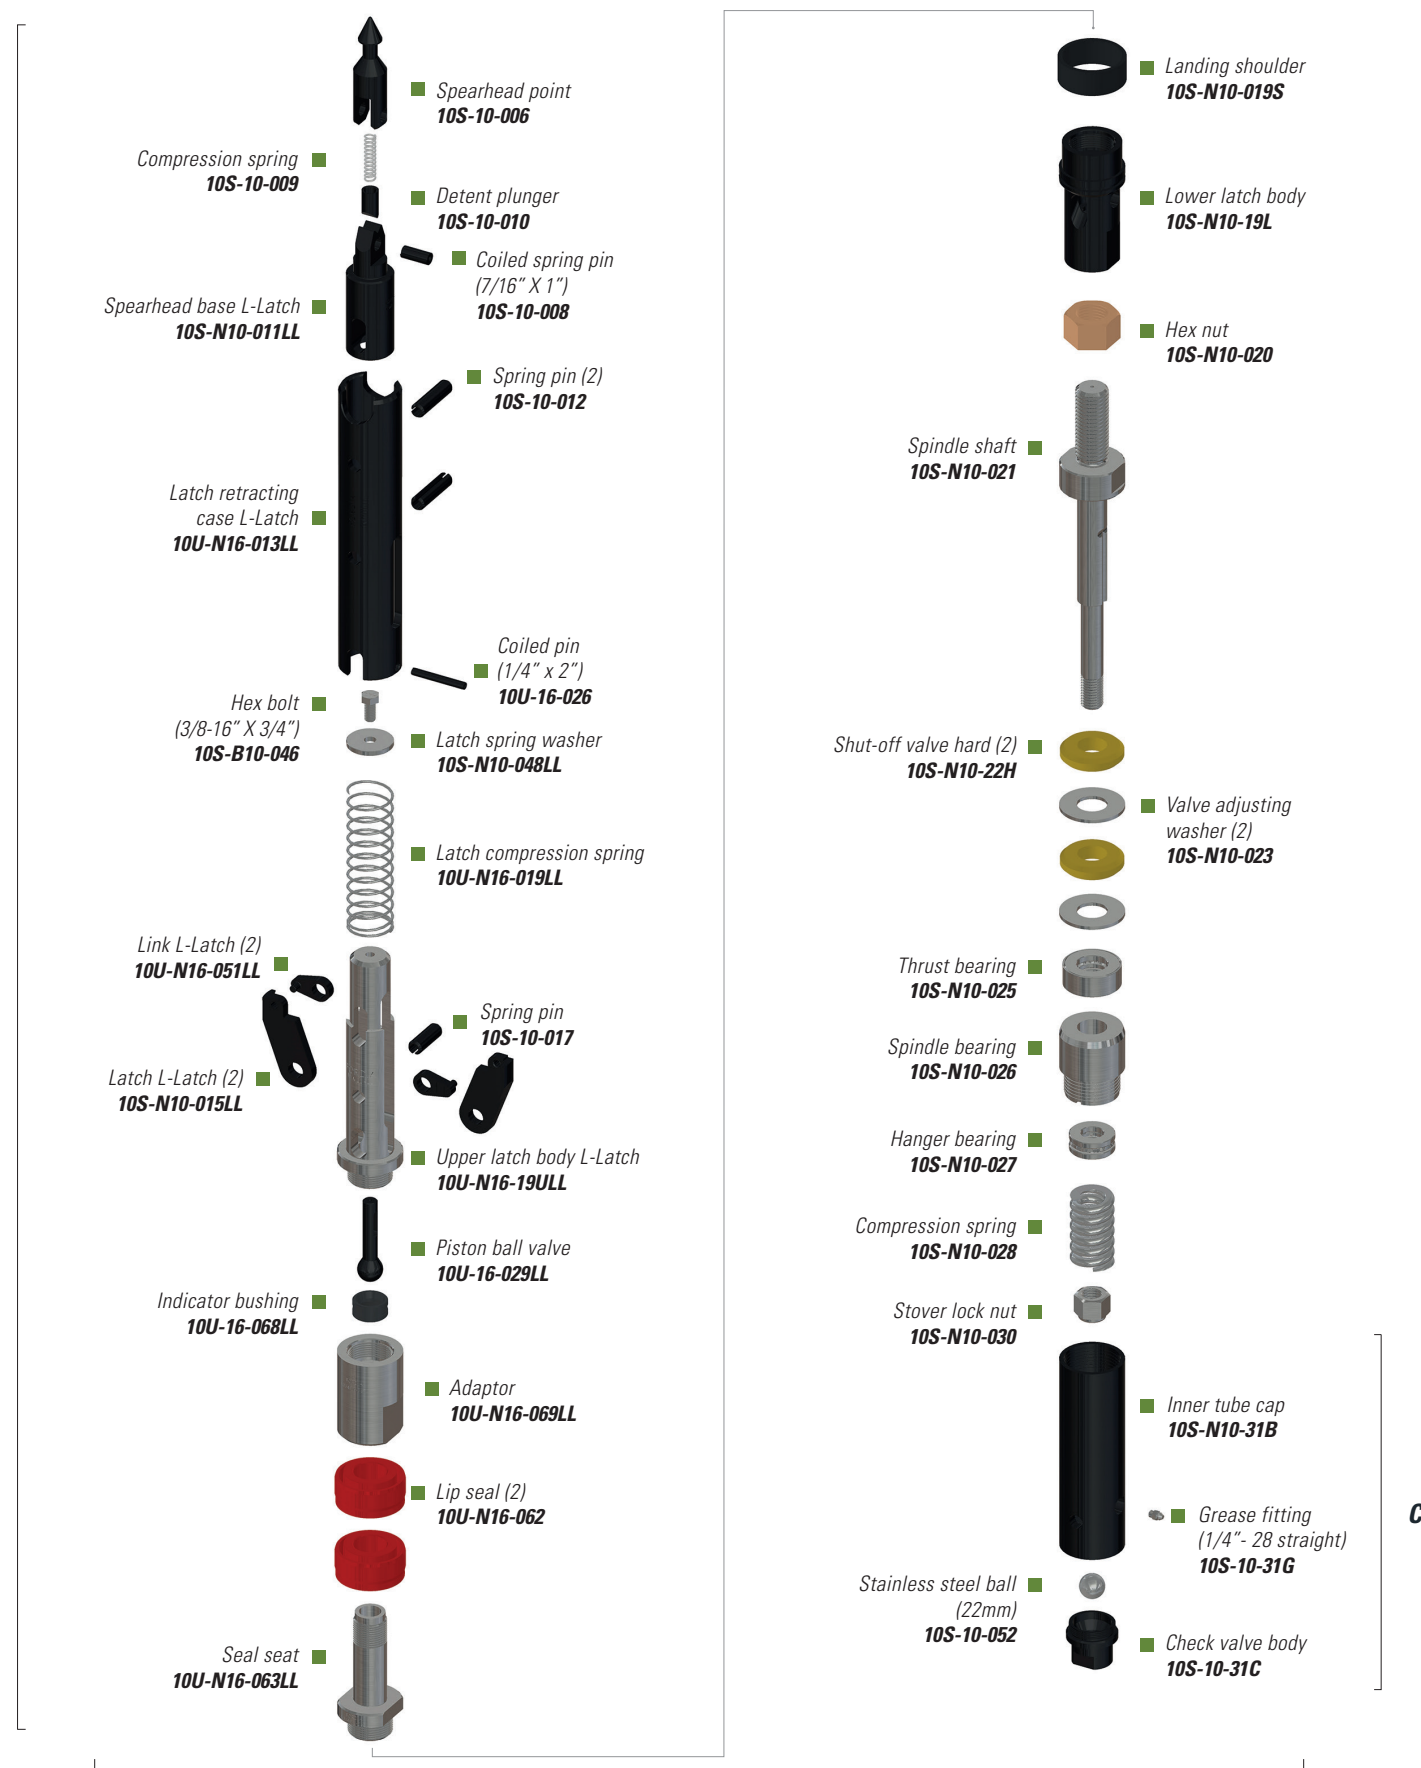 Spearhead point
10S-10-006
Compression spring
10S-10-009
Detent plunger
10S-10-010
Coiled spring pin
(7/16” X 1”)
10S-10-008
Spearhead base L-Latch
10S-N10-011LL
Spring pin (2)
10S-10-012
Latch retracting
case L-Latch
10U-N16-013LL
Coiled pin
(1/4” x 2”)
10U-16-026
Hex bolt
(3/8-16” X 3/4”)
10S-B10-046
Latch spring washer
10S-N10-048LL
Latch compression spring
10U-N16-019LL
Link L-Latch (2)
10U-N16-051LL
Spring pin
10S-10-017
Latch L-Latch (2)
10S-N10-015LL
Upper latch body L-Latch
10U-N16-19ULL
Piston ball valve
10U-16-029LL
Indicator bushing
10U-16-068LL
Adaptor
10U-N16-069LL
Lip seal (2)
10U-N16-062
Seal seat
10U-N16-063LL
Landing shoulder
10S-N10-019S
Lower latch body
10S-N10-19L
Hex nut
10S-N10-020
Spindle shaft
10S-N10-021
Shut-off valve hard (2)
10S-N10-22H
Valve adjusting
washer (2)
10S-N10-023
Thrust bearing
10S-N10-025
Spindle bearing
10S-N10-026
Hanger bearing
10S-N10-027
Compression spring
10S-N10-028
Stover lock nut
10S-N10-030
Inner tube cap
10S-N10-31B
Grease fitting
(1/4”- 28 straight)
10S-10-31G
Stainless steel ball
(22mm)
10S-10-052
Check valve body
10S-10-31C
C